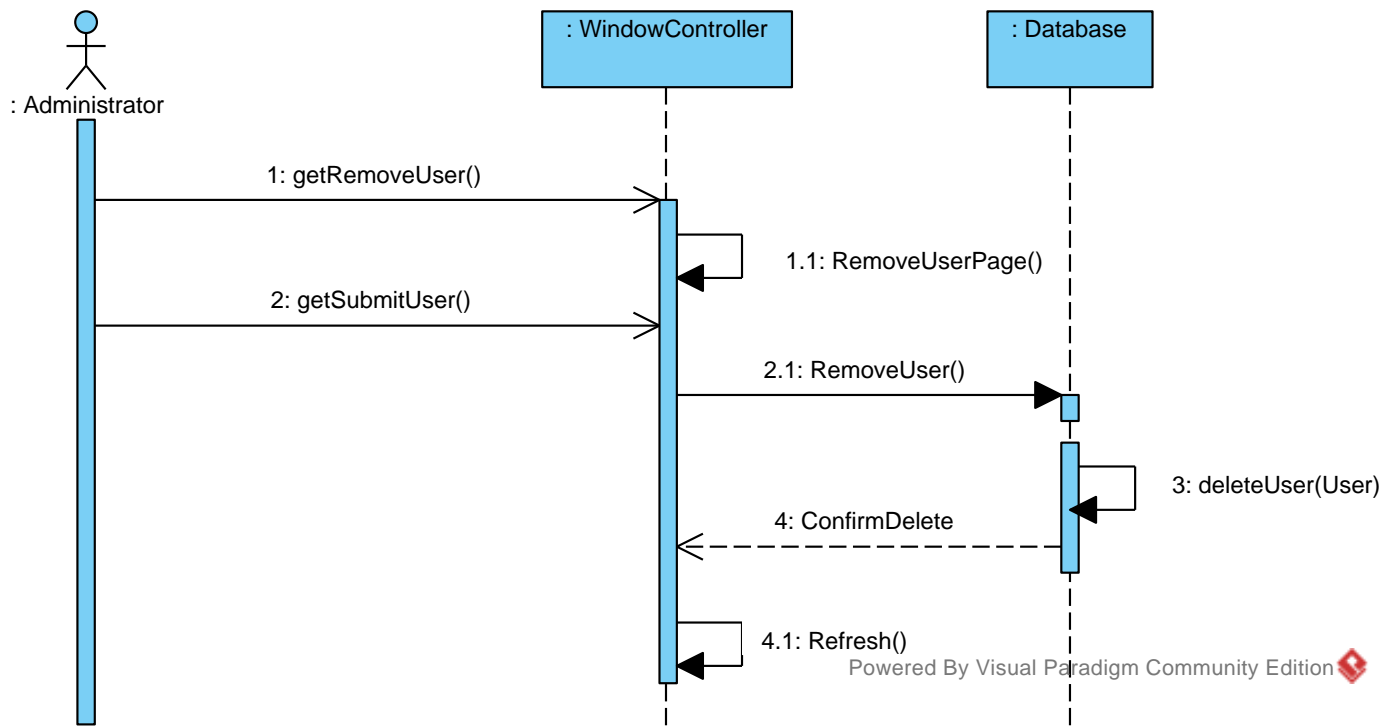 : WindowController
: Database
: Administrator
1: getRemoveUser()
1.1: RemoveUserPage()
2: getSubmitUser()
2.1: RemoveUser()
3: deleteUser(User)
4: ConfirmDelete
4.1: Refresh()
Powered By Visual Paradigm Community Edition